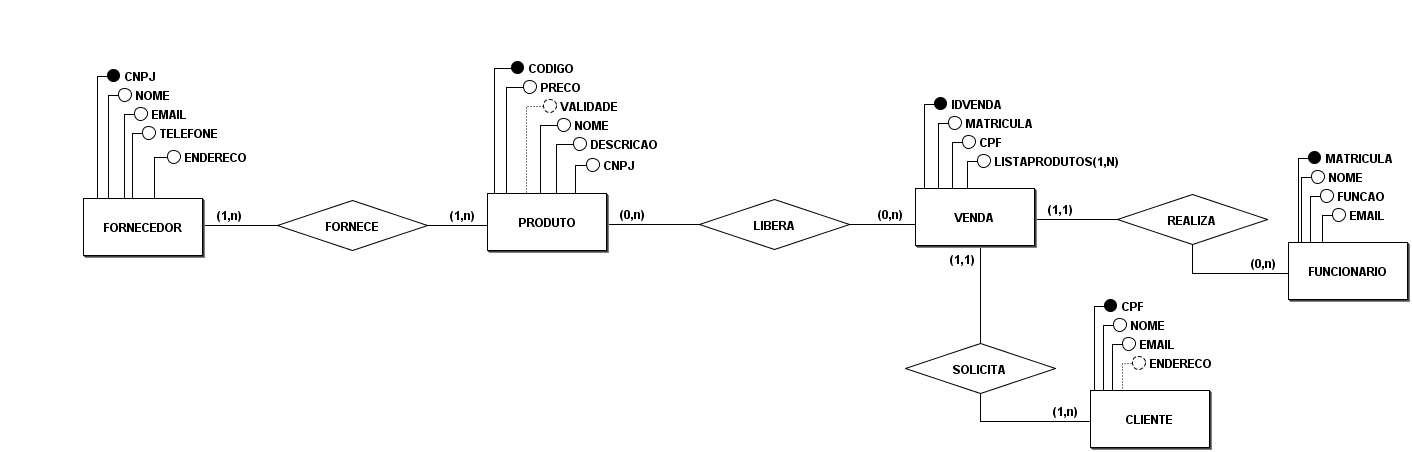 CNPJ
NOME
EMAIL
TELEFONE
ENDERECO
FORNECEDOR
(1,n)
FORNECE
(1,n)
CODIGO
PRECO
VALIDADE
NOME
DESCRICAO
CNPJ
PRODUTO
(0,n)
LIBERA
(0,n)
IDVENDA
MATRICULA
CPF
LISTAPRODUTOS(1,N)
VENDA
(1,1)
REALIZA
(0,n)
MATRICULA
NOME
FUNCAO
EMAIL
FUNCIONARIO
(1,1)
SOLICITA
(1,n)
CPF
NOME
EMAIL
ENDERECO
CLIENTE